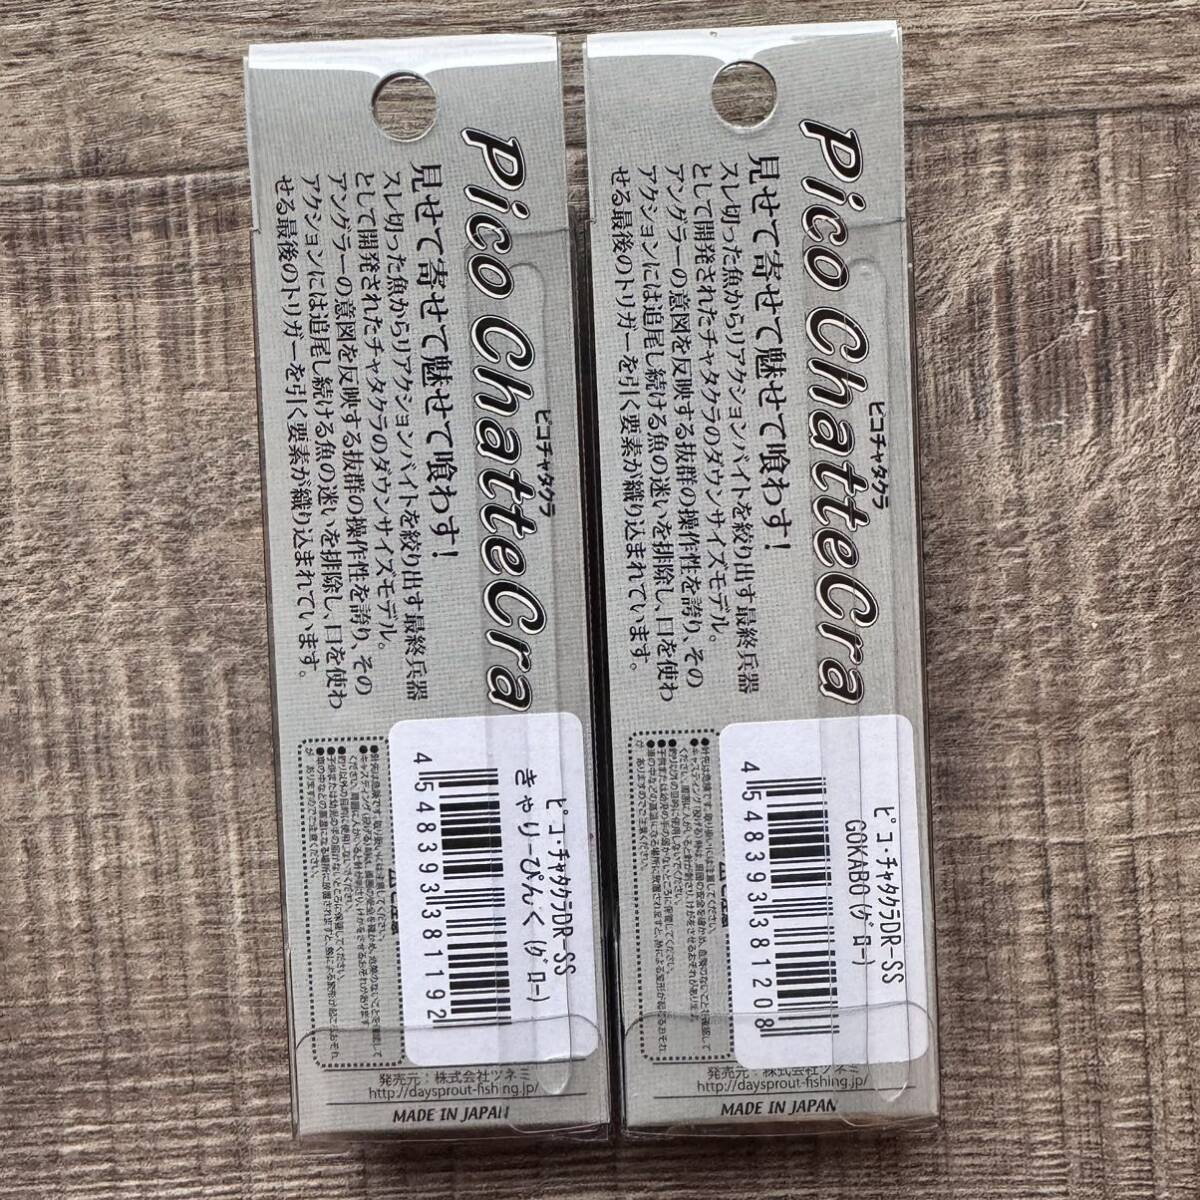 Pico ChatteCra
ピコチャタクラ
見せて寄せて魅せて喰わす!
スレ切った魚からリアクションバイトを絞り出す最終兵器
として開発されたチャタクラのダウンサイズモデル。
アングラーの意図を反映する抜群の操作性を誇り、その
アクションには追尾し続ける魚の迷いを排除し、口を使わ
せる最後のトリガーを引く要素が織り込まれています。
ピコ・チャタクラDR-SS
きゃりーぴんく(グロー)
4548393381192
発売元:株式会社ツネミ
http://daysprout-fishing.jp/
MADE IN JAPAN
Pico ChatteCra
ピコチャタクラ
見せて寄せて魅せて喰わす!
スレ切った魚からリアクションバイトを絞り出す最終兵器
として開発されたチャタクラのダウンサイズモデル。
アングラーの意図を反映する抜群の操作性を誇り、その
アクションには追尾し続ける魚の迷いを排除し、口を使わ
せる最後のトリガーを引く要素が織り込まれています。
ピコ・チャタクラDR-SS
GOKABO(グロー)
4548393381208
発売元:株式会社ツネミ
http://daysprout-fishing.jp/
MADE IN JAPAN